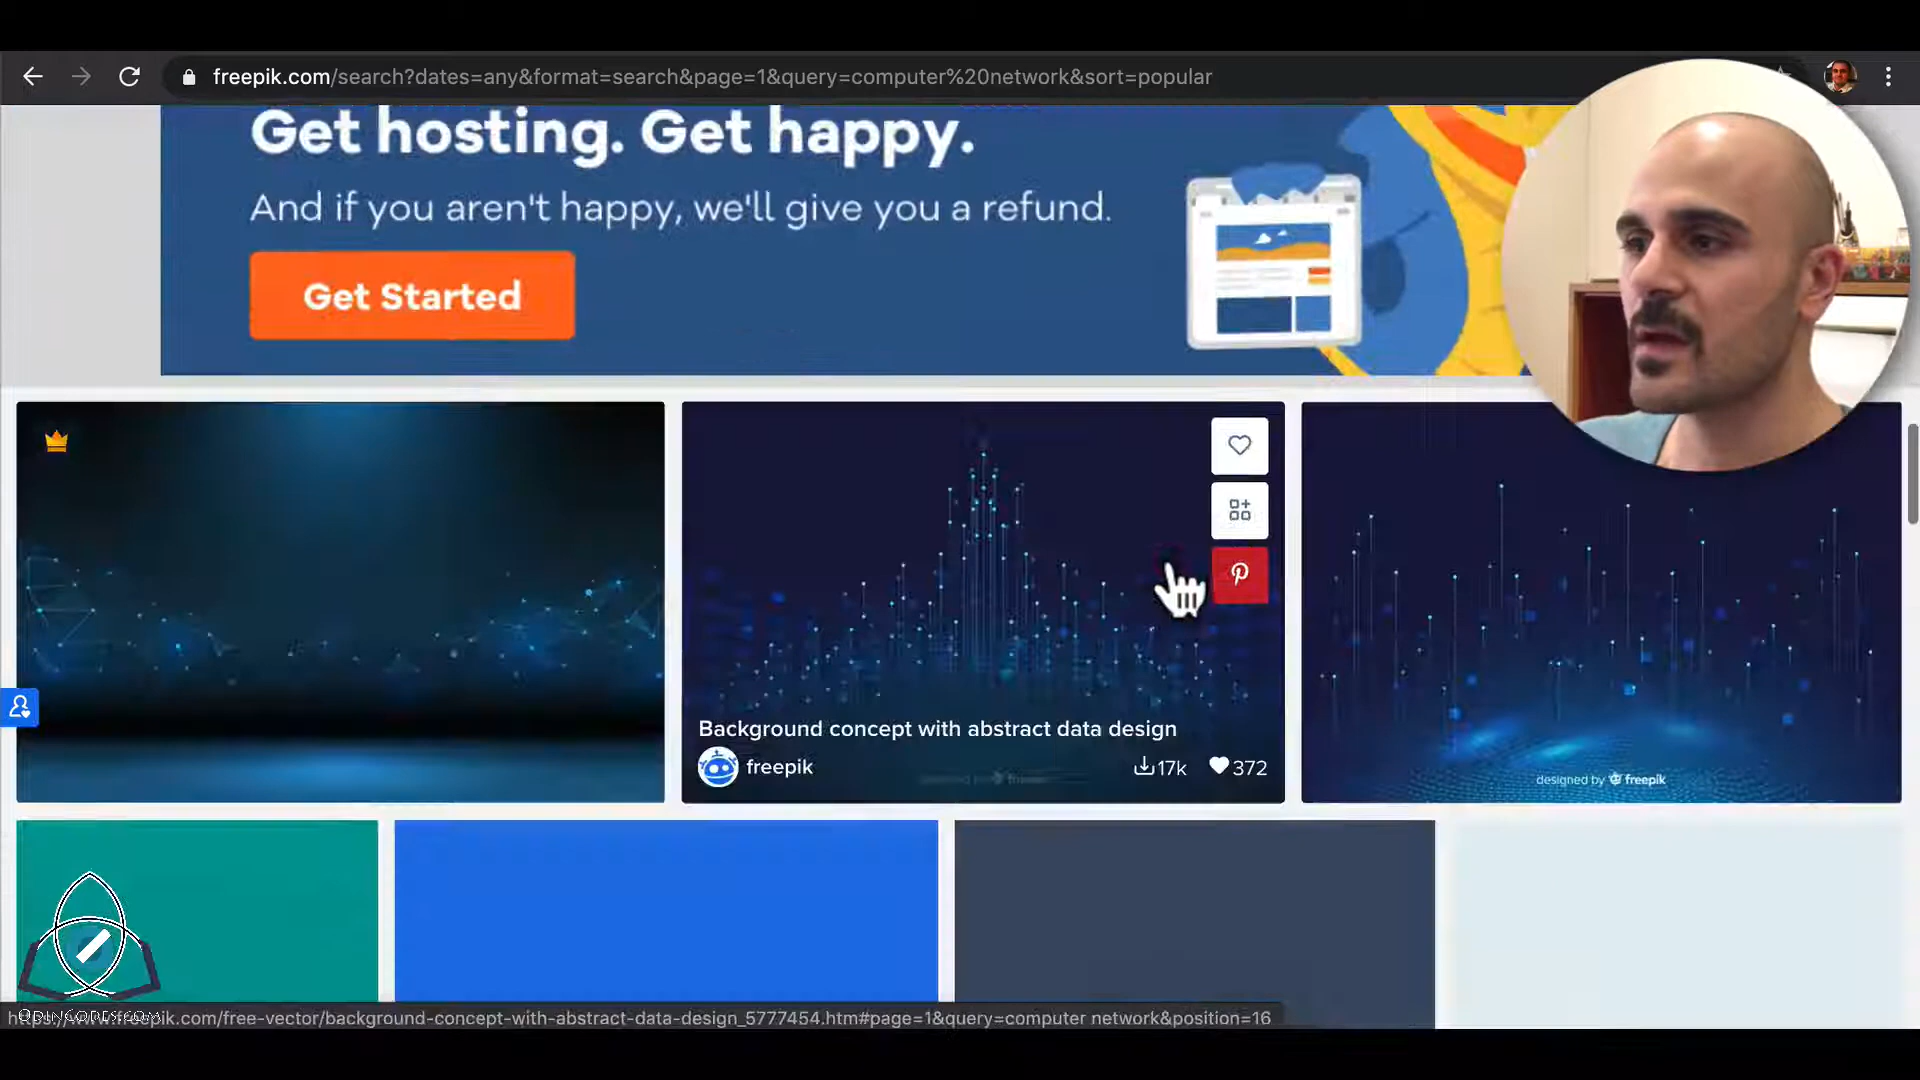 freepik.com/search?dates=any&format=search&page=1&query=computer%20network&sort=popular
Get hosting. Get happy.
And if you aren't happy, we'll give you a refund.
Get Started
Background concept with abstract data design
freepik
17k
372
designed by freepik
https://www.freepik.com/free-vector/background-concept-with-abstract-data-design_5777454.htm#page=1&query=computer network&position=16